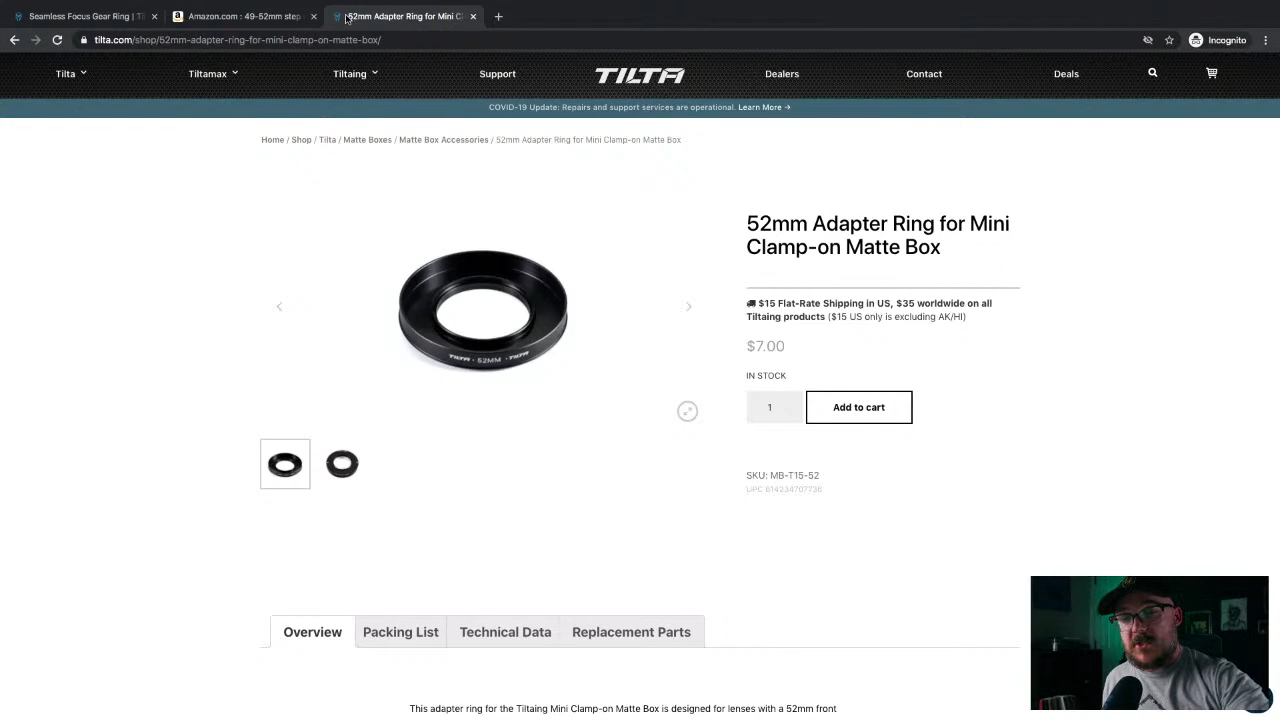 Seamless Focus Gear Ring | Ti
Amazon.com : 49-52mm step
52mm Adapter Ring for Mini Cl
tilta.com/shop/52mm-adapter-ring-for-mini-clamp-on-matte-box/
Incognito
Tilta
Tiltamax
Tiltaing
Support
TILTA
Dealers
Contact
Deals
COVID-19 Update: Repairs and support services are operational. Learn More →
Home / Shop / Tilta / Matte Boxes / Matte Box Accessories / 52mm Adapter Ring for Mini Clamp-on Matte Box
52mm Adapter Ring for Mini
Clamp-on Matte Box
$15 Flat-Rate Shipping in US, $35 worldwide on all
Tiltaing products ($15 US only is excluding AK/HI)
$7.00
IN STOCK
1
Add to cart
TILTA · 52MM · TILTA
SKU: MB-T15-52
UPC 614234707736
Overview
Packing List
Technical Data
Replacement Parts
This adapter ring for the Tiltaing Mini Clamp-on Matte Box is designed for lenses with a 52mm front